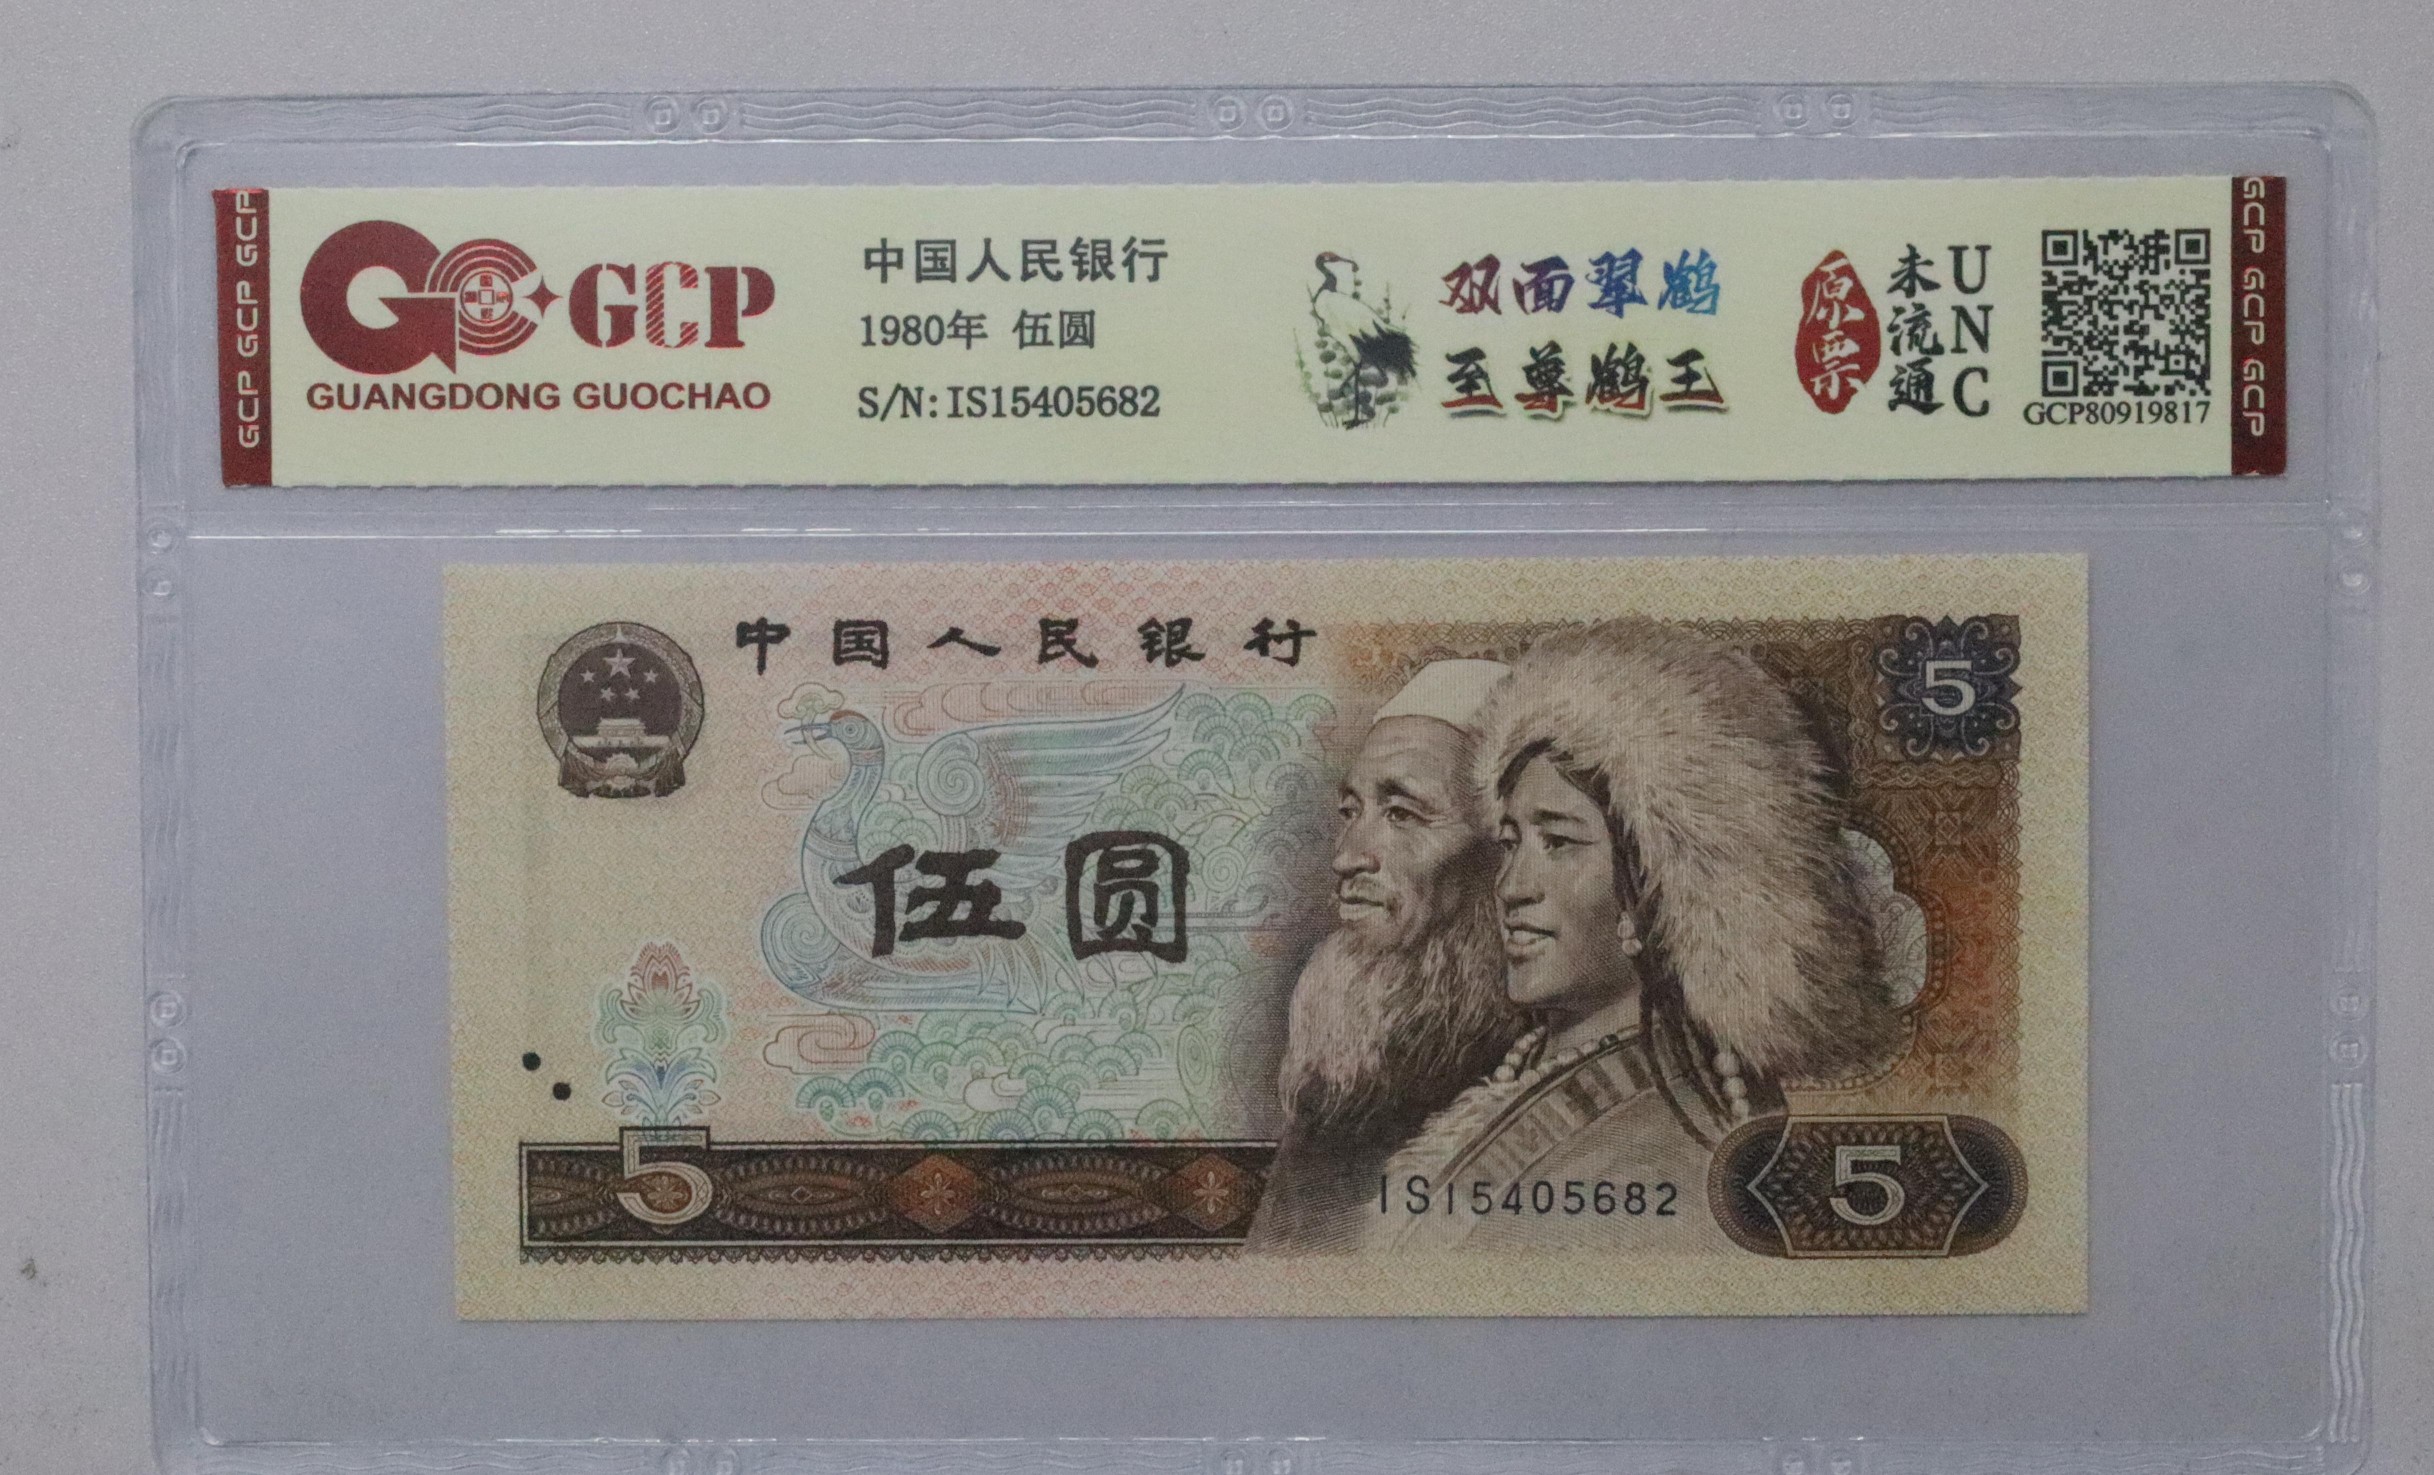 GCP GCP GCP
GCP
GUANGDONG GUOCHAO
中国人民银行
1980年 伍圆
S/N: IS15405682
双面翠鹤
至尊鹤王
原票
未流通
UNC
GCP80919817
GCP GCP GCP
中国人民银行
5
伍圆
5
IS15405682
5